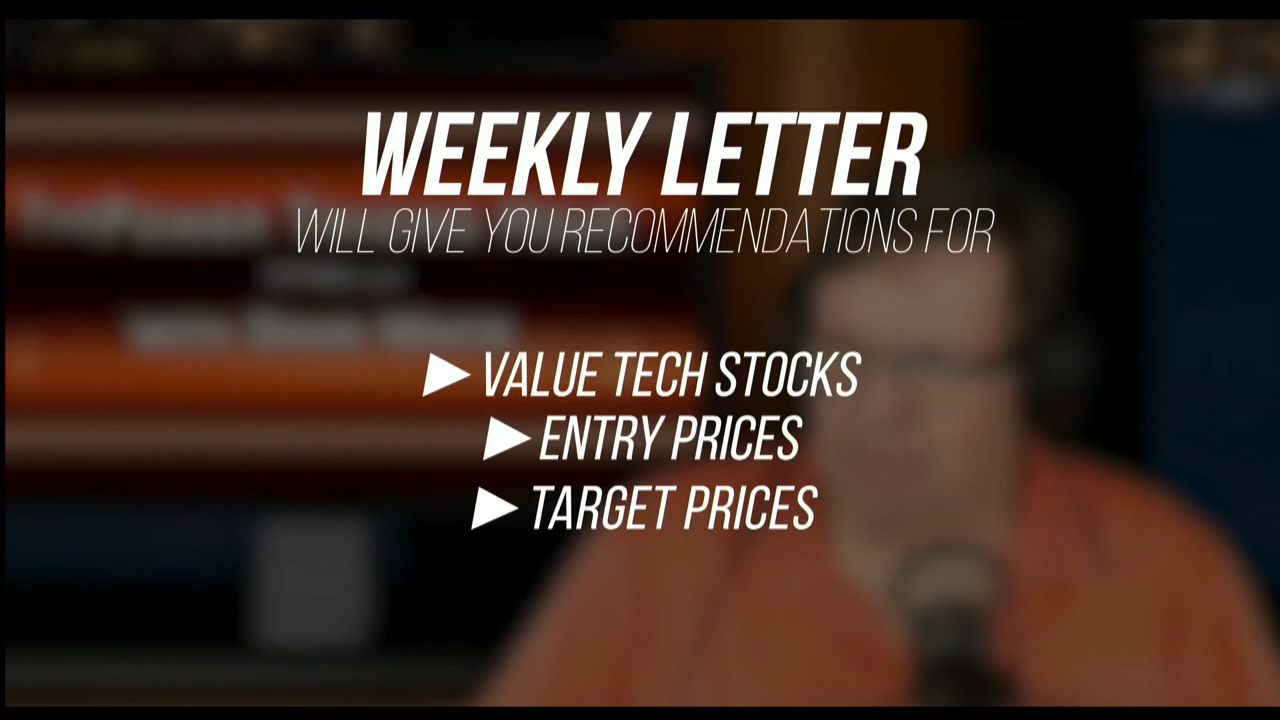 WEEKLY LETTER
WILL GIVE YOU RECOMMENDATIONS FOR
▶ VALUE TECH STOCKS
▶ ENTRY PRICES
▶ TARGET PRICES